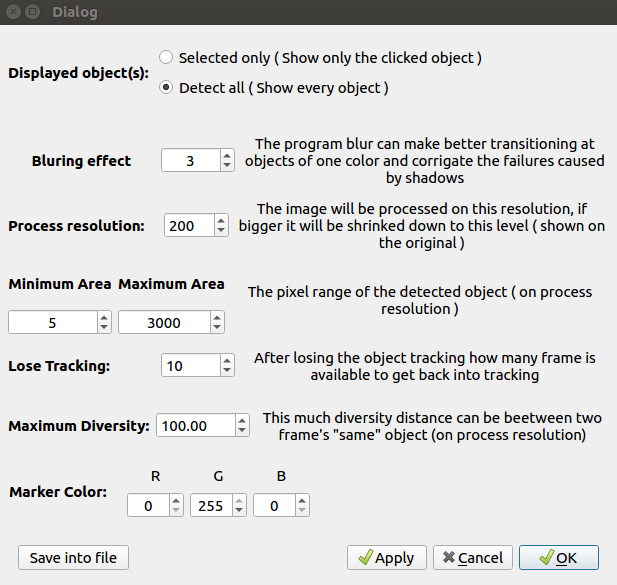 Dialog
Displayed object(s):
Selected only ( Show only the clicked object )
Detect all ( Show every object )
Bluring effect
3
The program blur can make better transitioning at
objects of one color and corrigate the failures caused
by shadows
Process resolution:
200
The image will be processed on this resolution, if
bigger it will be shrinked down to this level ( shown on
the original )
Minimum Area Maximum Area
5
3000
The pixel range of the detected object ( on process
resolution )
Lose Tracking:
10
After losing the object tracking how many frame is
available to get back into tracking
Maximum Diversity:
100.00
This much diversity distance can be beetween two
frame's "same" object (on process resolution)
R G B
Marker Color:
0 255 0
Save into file
Apply
Cancel
OK